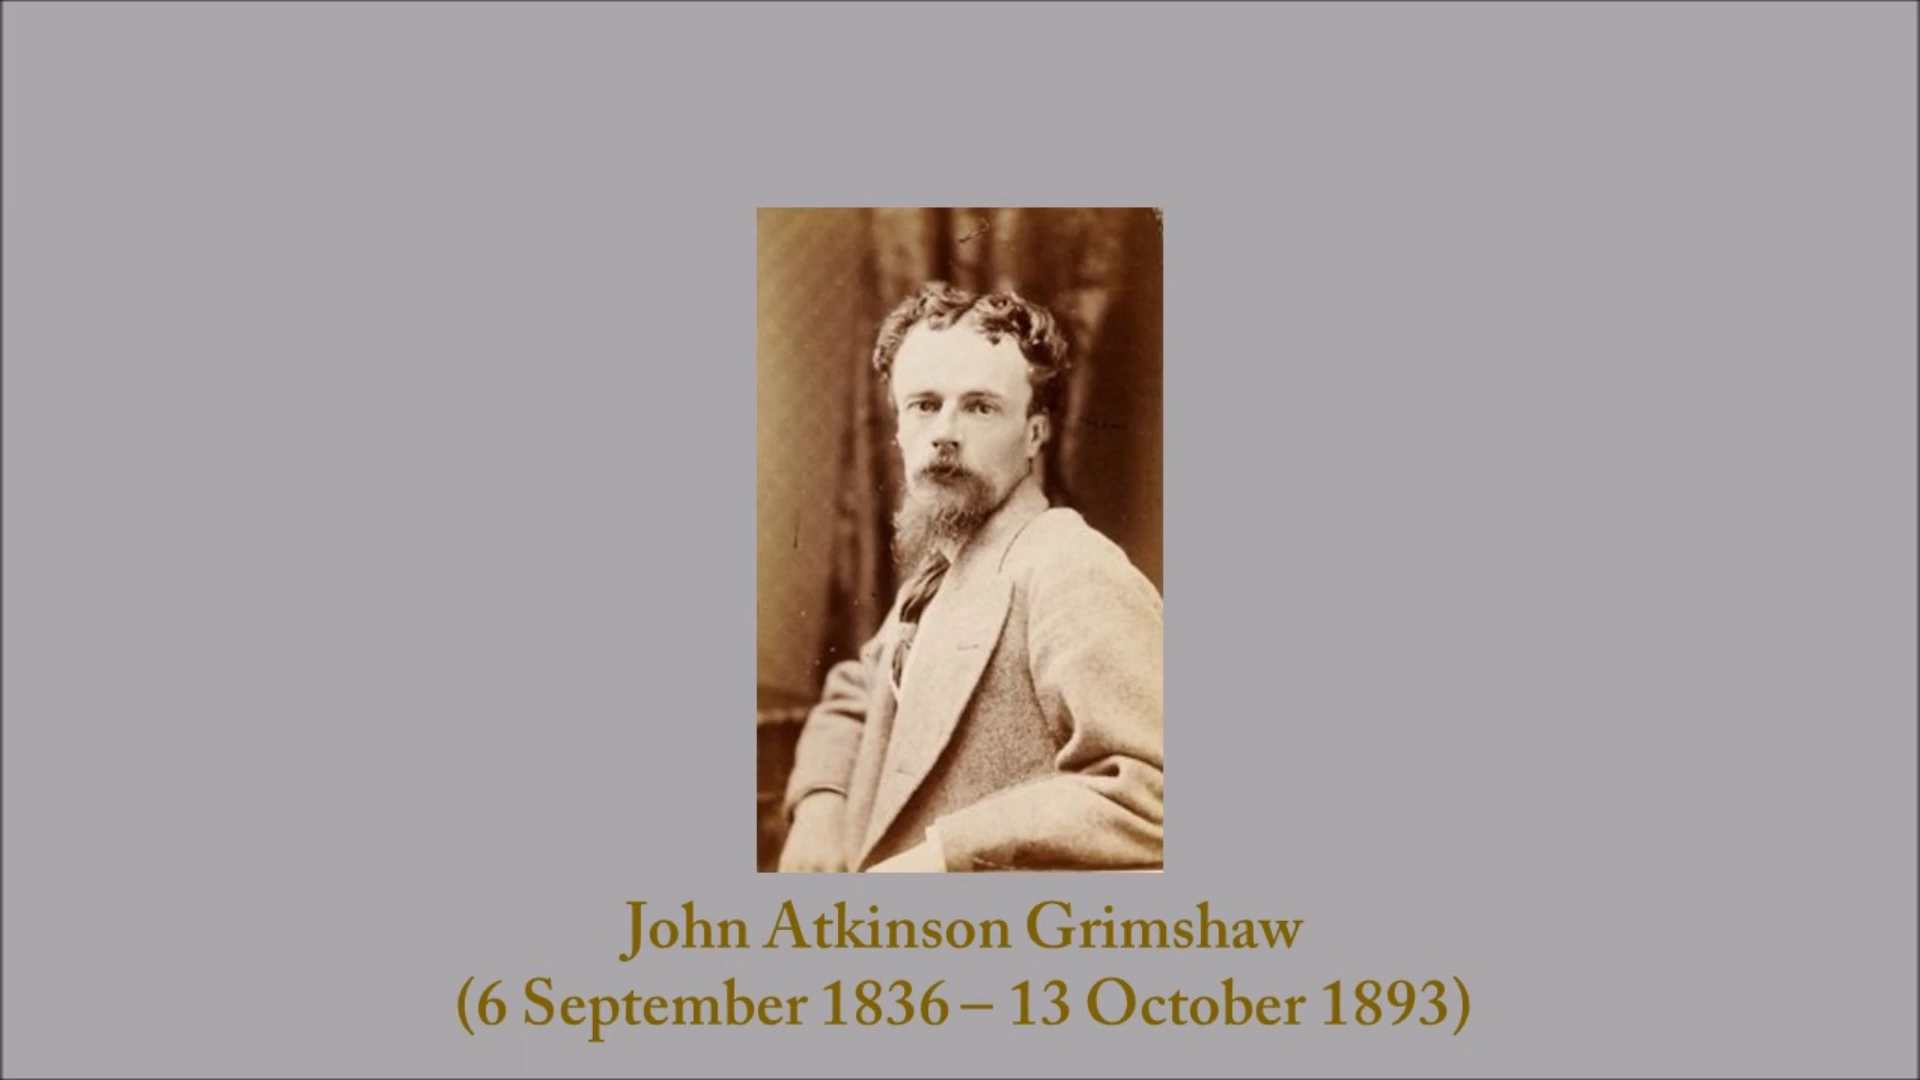 John Atkinson Grimshaw
(6 September 1836 – 13 October 1893)